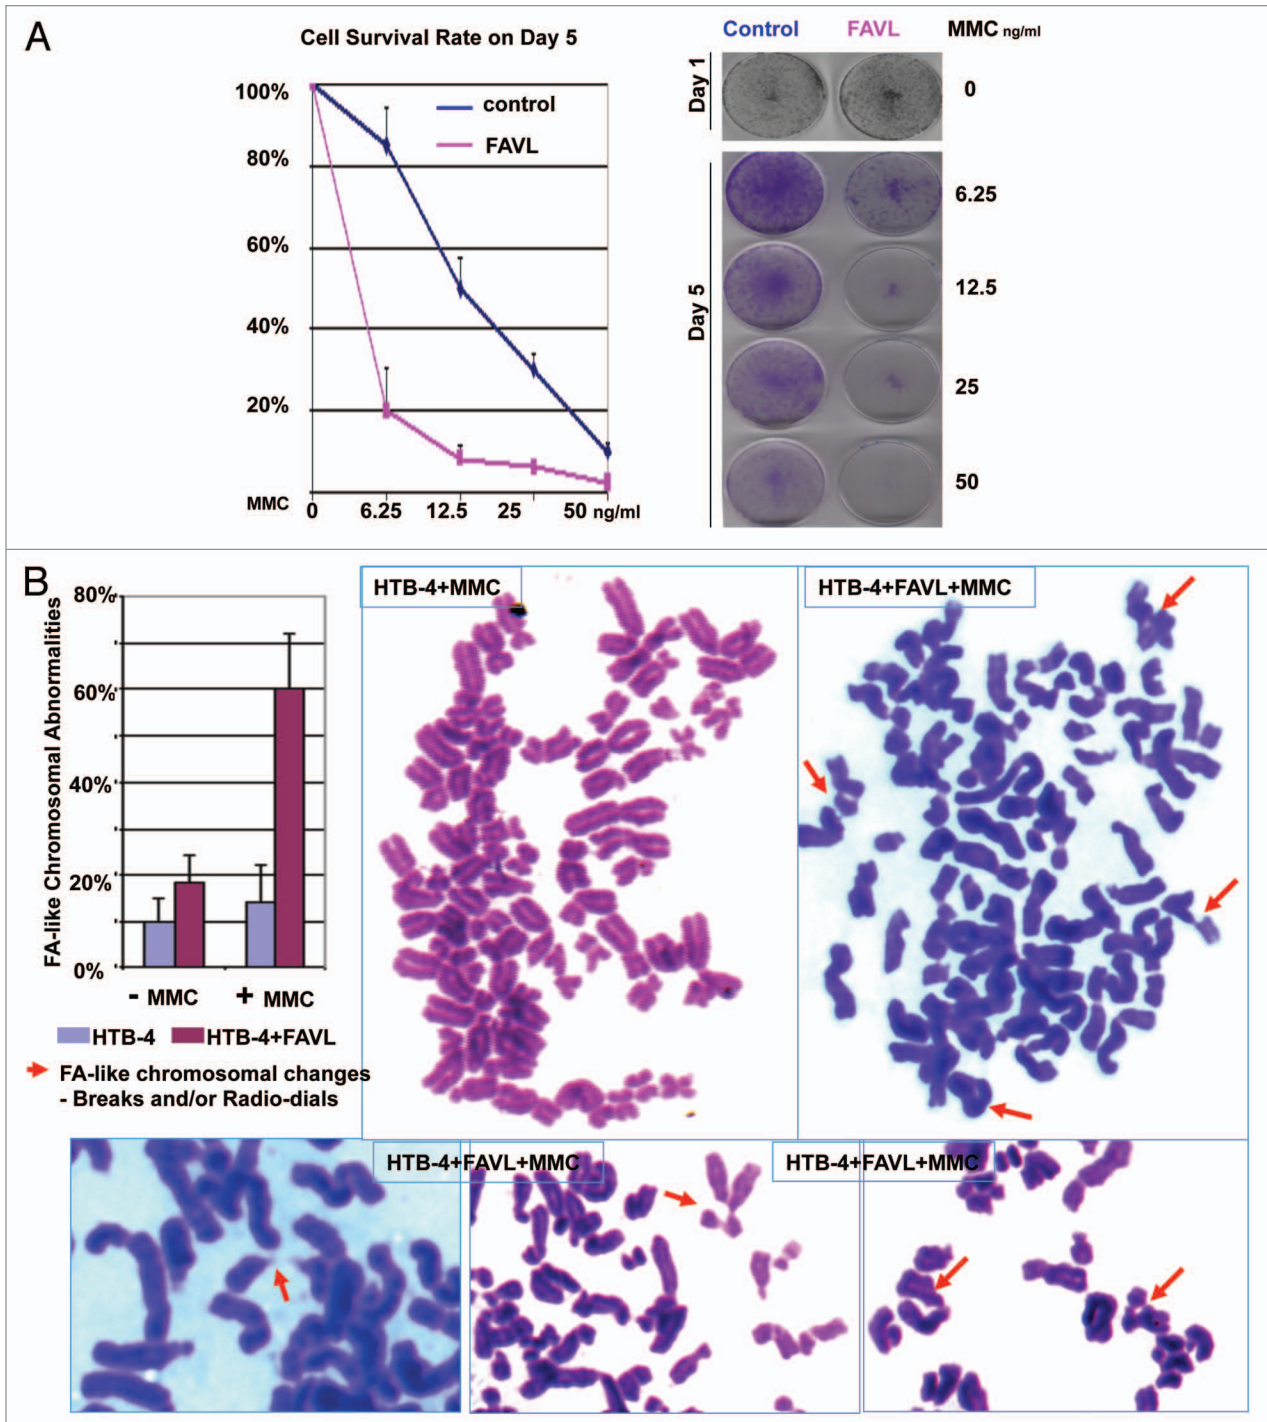 A
Cell Survival Rate on Day 5
100%
80%
60%
40%
20%
control
FAVL
MMC
0 6.25 12.5 25 50 ng/ml
Control FAVL MMC ng/ml
Day 1
0
Day 5
6.25
12.5
25
50
B
FA-like Chromosomal Abnormalities
80%
60%
40%
20%
0%
- MMC + MMC
HTB-4 HTB-4+FAVL
FA-like chromosomal changes
- Breaks and/or Radio-dials
HTB-4+MMC
HTB-4+FAVL+MMC
HTB-4+FAVL+MMC
HTB-4+FAVL+MMC